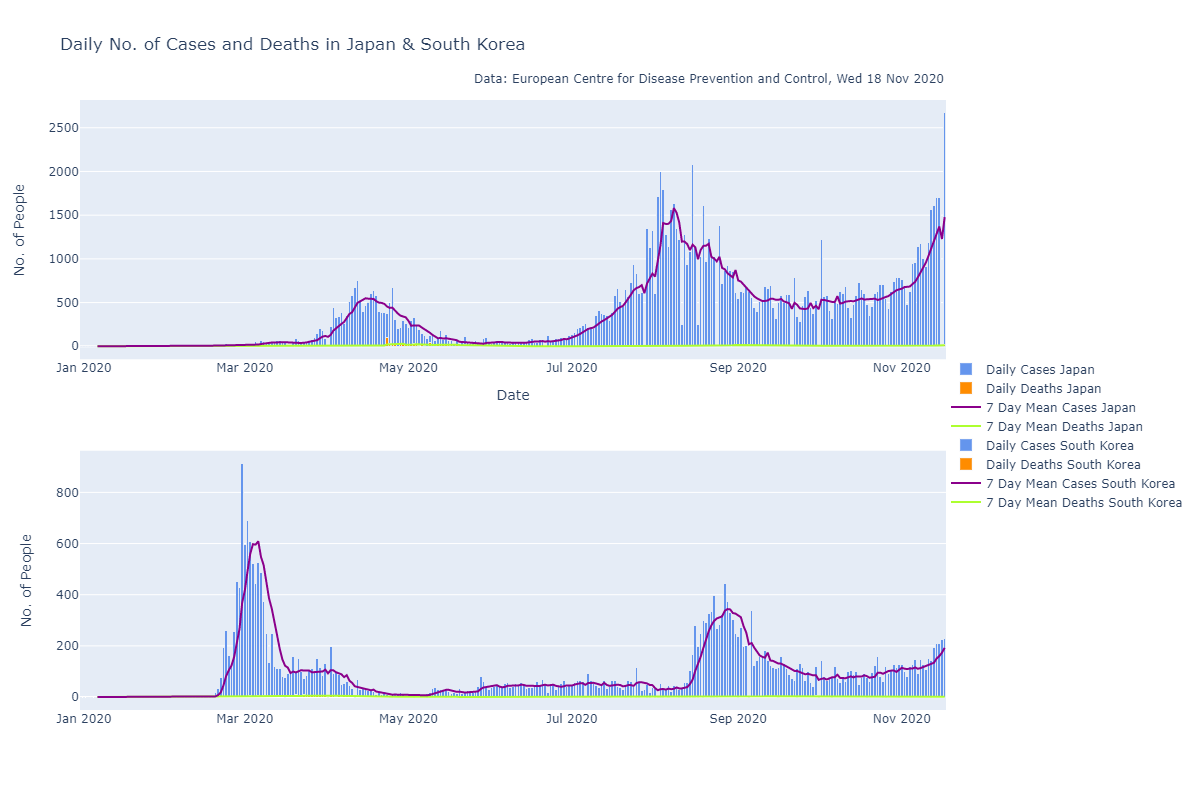 Daily No. of Cases and Deaths in Japan & South Korea
Data: European Centre for Disease Prevention and Control, Wed 18 Nov 2020
No. of People
2500
2000
1500
1000
500
0
Jan 2020 Mar 2020 May 2020 Jul 2020 Sep 2020 Nov 2020
Date
Daily Cases Japan
Daily Deaths Japan
7 Day Mean Cases Japan
7 Day Mean Deaths Japan
Daily Cases South Korea
Daily Deaths South Korea
7 Day Mean Cases South Korea
7 Day Mean Deaths South Korea
No. of People
800
600
400
200
0
Jan 2020 Mar 2020 May 2020 Jul 2020 Sep 2020 Nov 2020